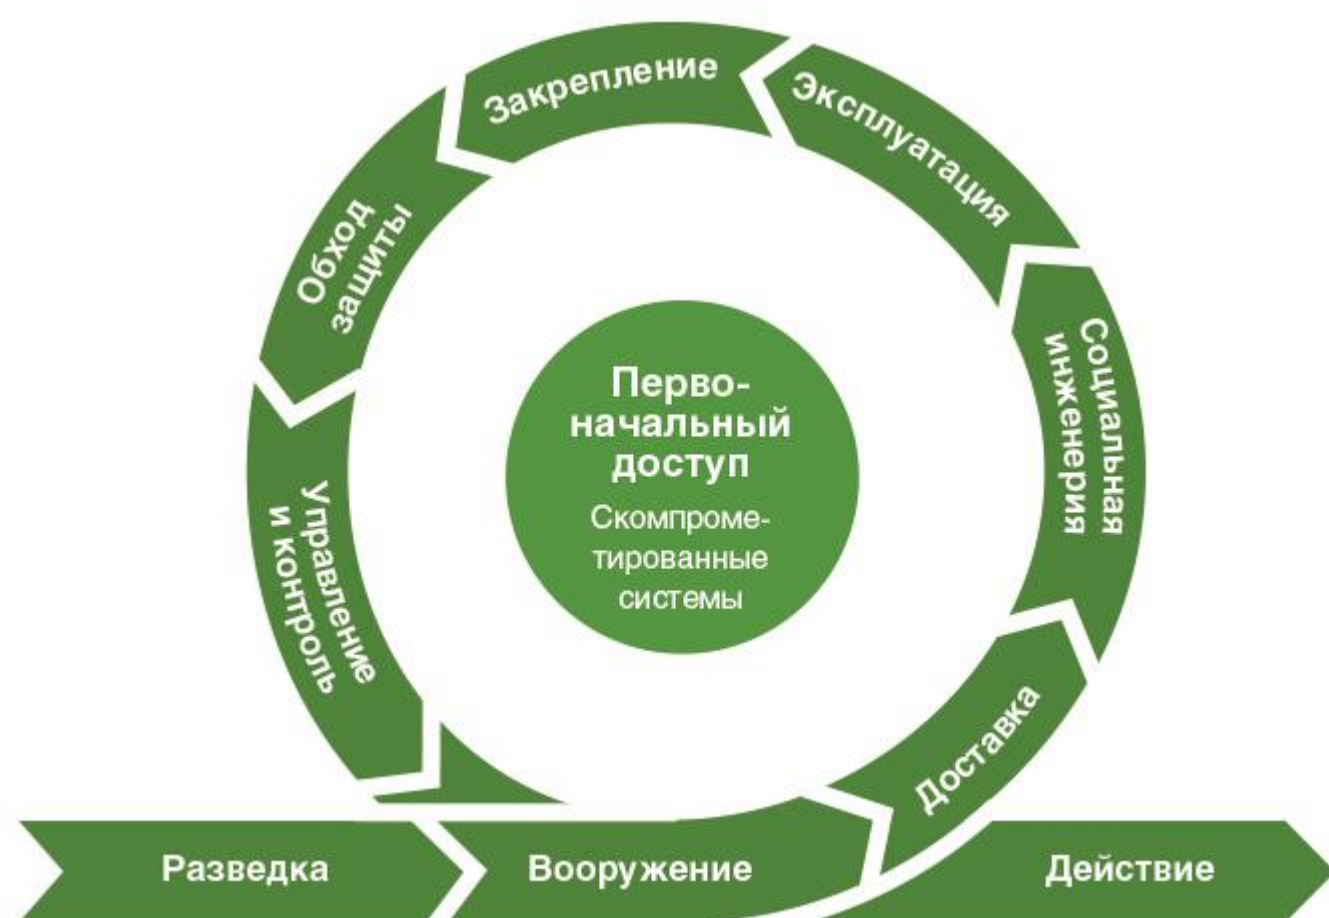 Разведка
Вооружение
Доставка
Социальная
инженерия
Эксплуатация
Закрепление
Обход
защиты
Управление
и контроль
Действие
Перво-
начальный
доступ
Скомпроме-
тированные
системы